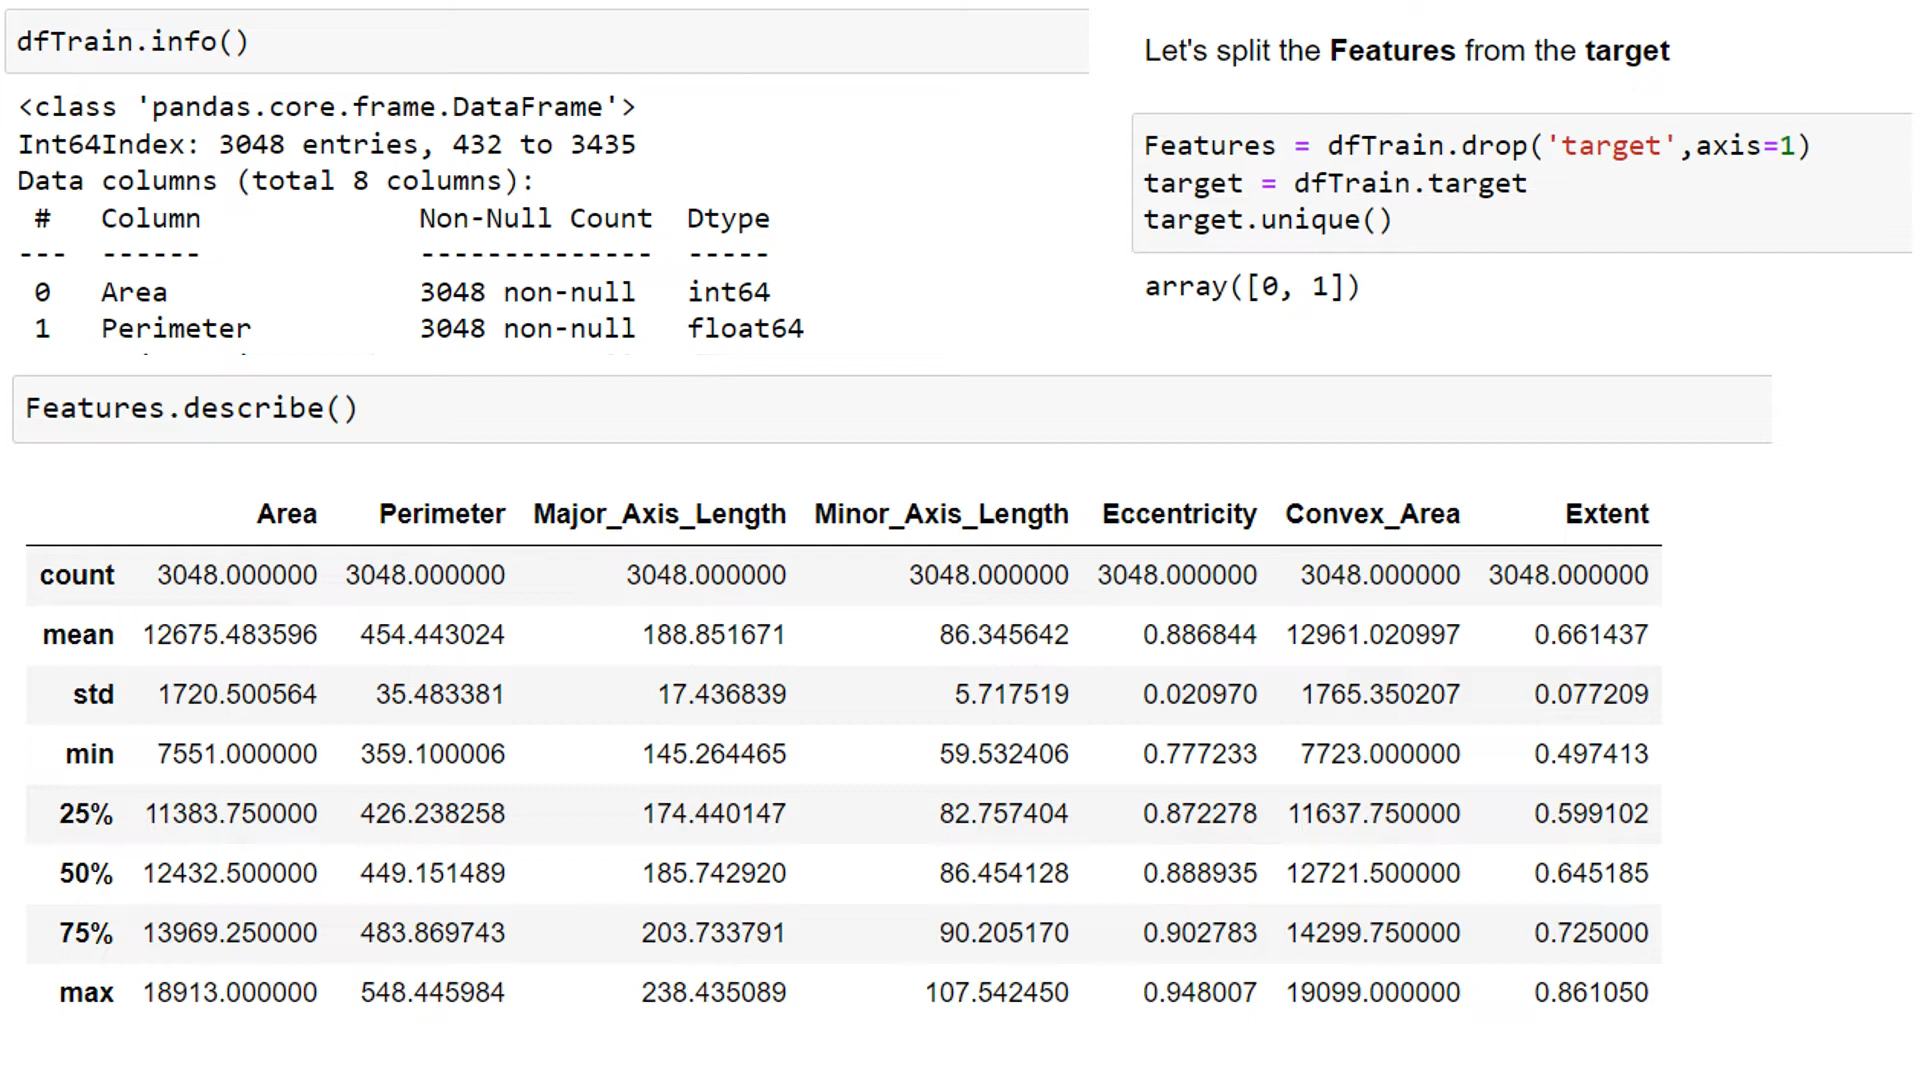 dfTrain.info()
<class 'pandas.core.frame.DataFrame'>
Int64Index: 3048 entries, 432 to 3435
Data columns (total 8 columns):
#   Column   Non-Null Count   Dtype
---   ------   --------------   -----
0   Area   3048 non-null   int64
1   Perimeter   3048 non-null   float64
Let's split the Features from the target
Features = dfTrain.drop('target',axis=1)
target = dfTrain.target
target.unique()
array([0, 1])
Features.describe()
Area Perimeter Major_Axis_Length Minor_Axis_Length Eccentricity Convex_Area Extent
count 3048.000000 3048.000000 3048.000000 3048.000000 3048.000000 3048.000000 3048.000000
mean 12675.483596 454.443024 188.851671 86.345642 0.886844 12961.020997 0.661437
std 1720.500564 35.483381 17.436839 5.717519 0.020970 1765.350207 0.077209
min 7551.000000 359.100006 145.264465 59.532406 0.777233 7723.000000 0.497413
25% 11383.750000 426.238258 174.440147 82.757404 0.872278 11637.750000 0.599102
50% 12432.500000 449.151489 185.742920 86.454128 0.888935 12721.500000 0.645185
75% 13969.250000 483.869743 203.733791 90.205170 0.902783 14299.750000 0.725000
max 18913.000000 548.445984 238.435089 107.542450 0.948007 19099.000000 0.861050